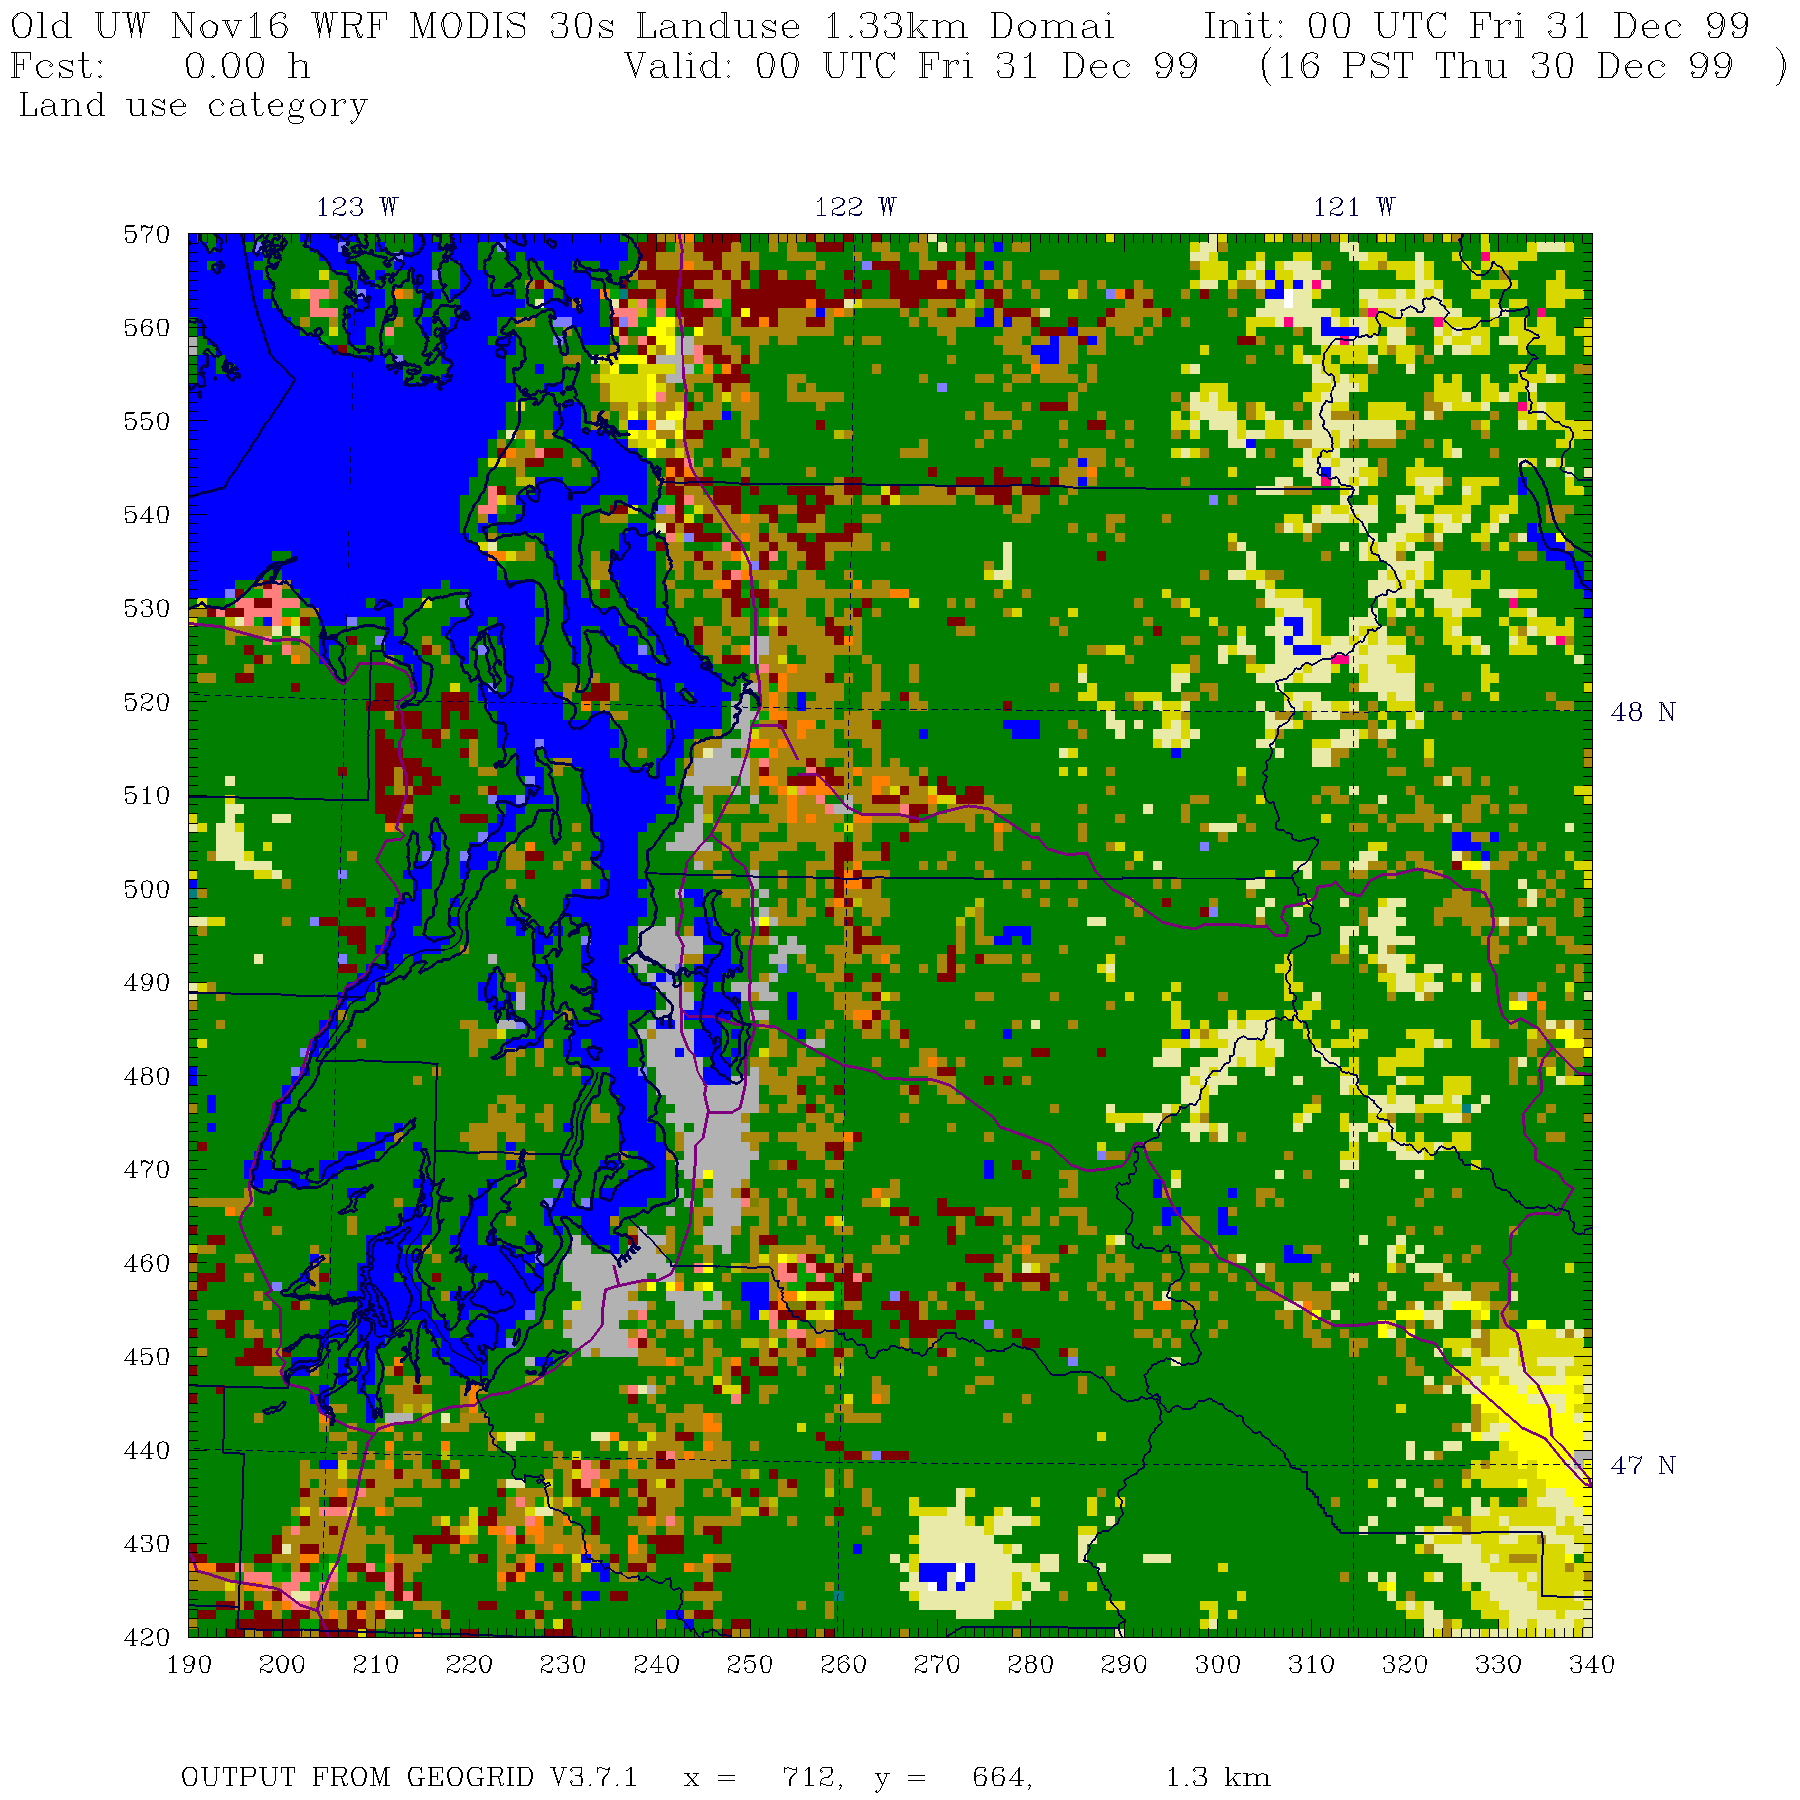 Old UW Nov16 WRF MODIS 30s Landuse 1.33km Domai Init: 00 UTC Fri 31 Dec 99
Fcst: 0.00 h Valid: 00 UTC Fri 31 Dec 99 (16 PST Thu 30 Dec 99 )
Land use category
123 W 122 W 121 W
570
560
550
540
530
520
48 N
510
500
490
480
470
460
450
440
47 N
430
420
190 200 210 220 230 240 250 260 270 280 290 300 310 320 330 340
OUTPUT FROM GEOGRID V3.7.1 x = 712, y = 664, 1.3 km